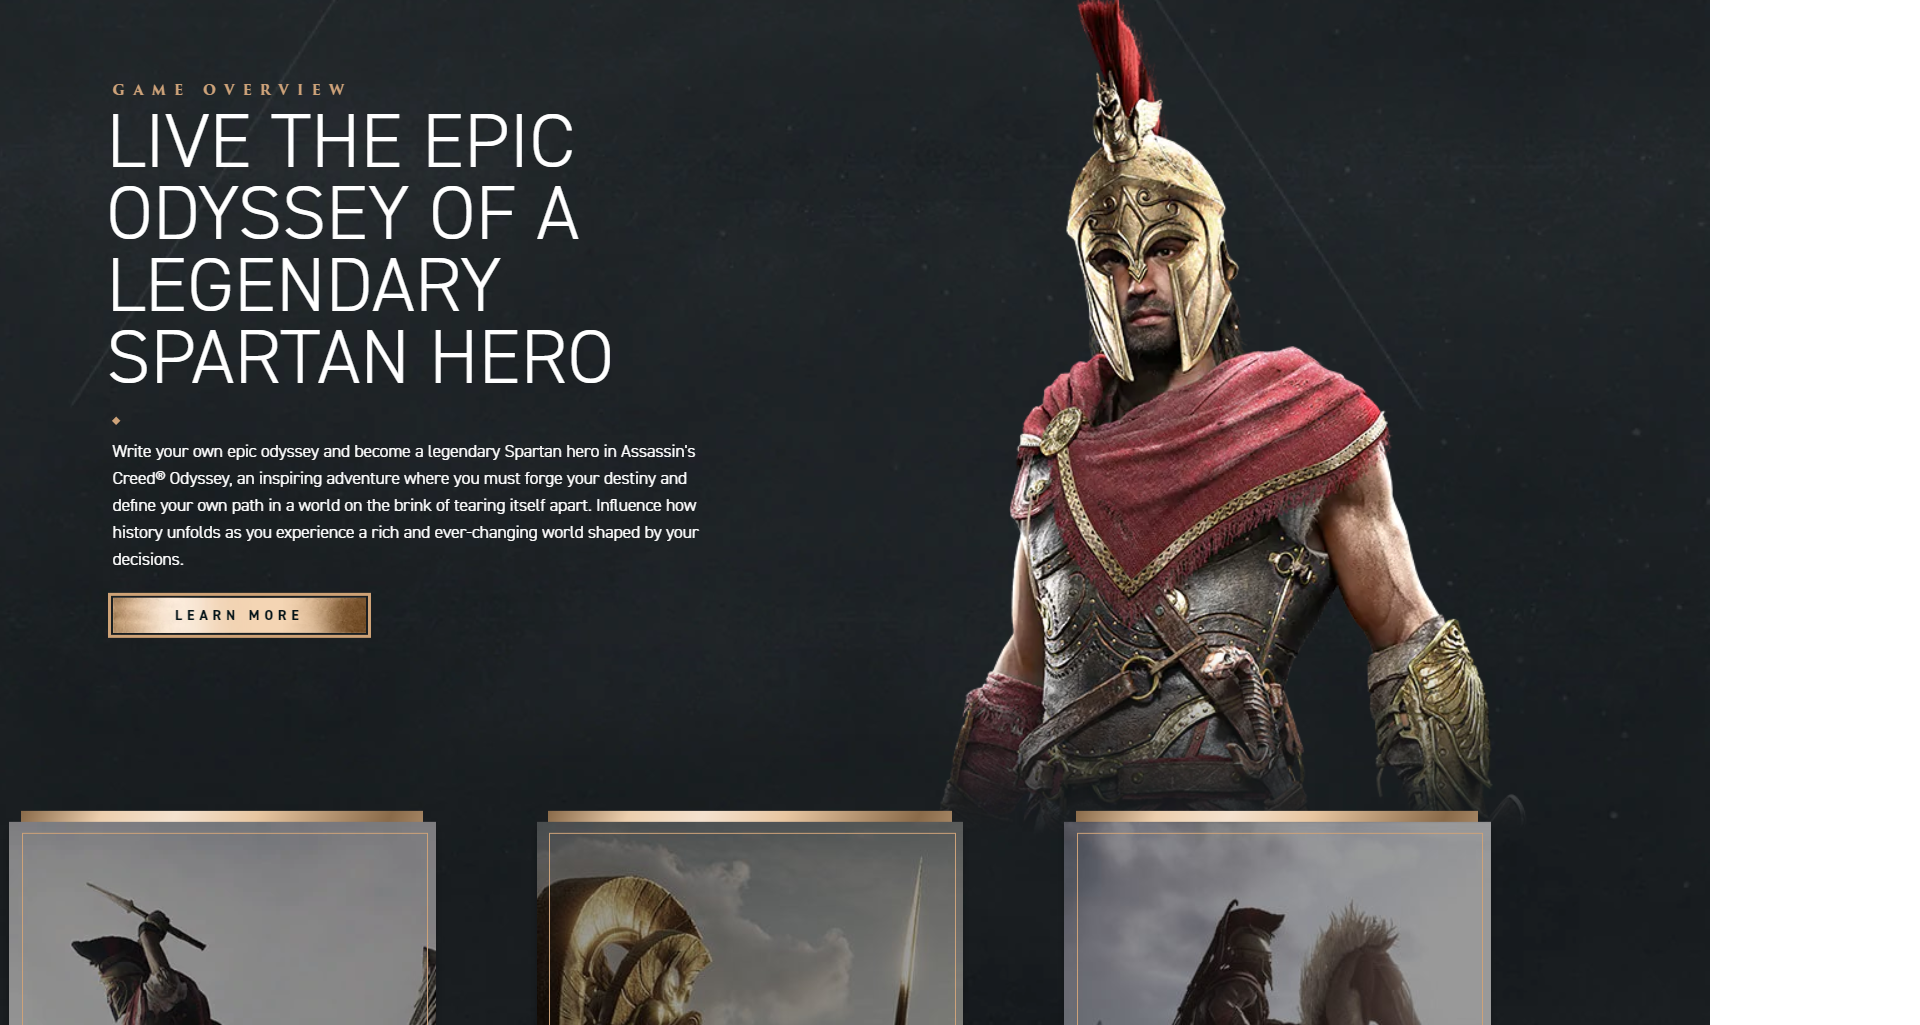 GAME OVERVIEW
LIVE THE EPIC
ODYSSEY OF A
LEGENDARY
SPARTAN HERO
Write your own epic odyssey and become a legendary Spartan hero in Assassin's
Creed® Odyssey, an inspiring adventure where you must forge your destiny and
define your own path in a world on the brink of tearing itself apart. Influence how
history unfolds as you experience a rich and ever-changing world shaped by your
decisions.
LEARN MORE